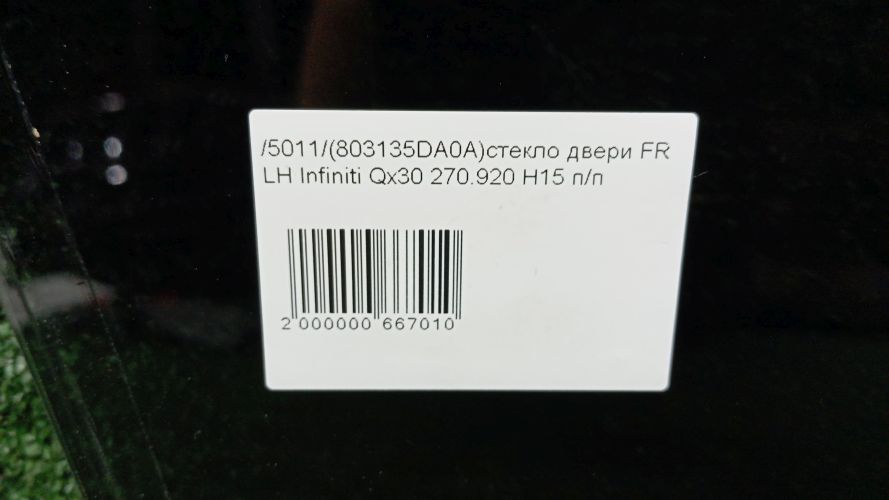 /5011/(803135DA0A)стекло двери FR
LH Infiniti Qx30 270.920 H15 п/п
2 000000 667010